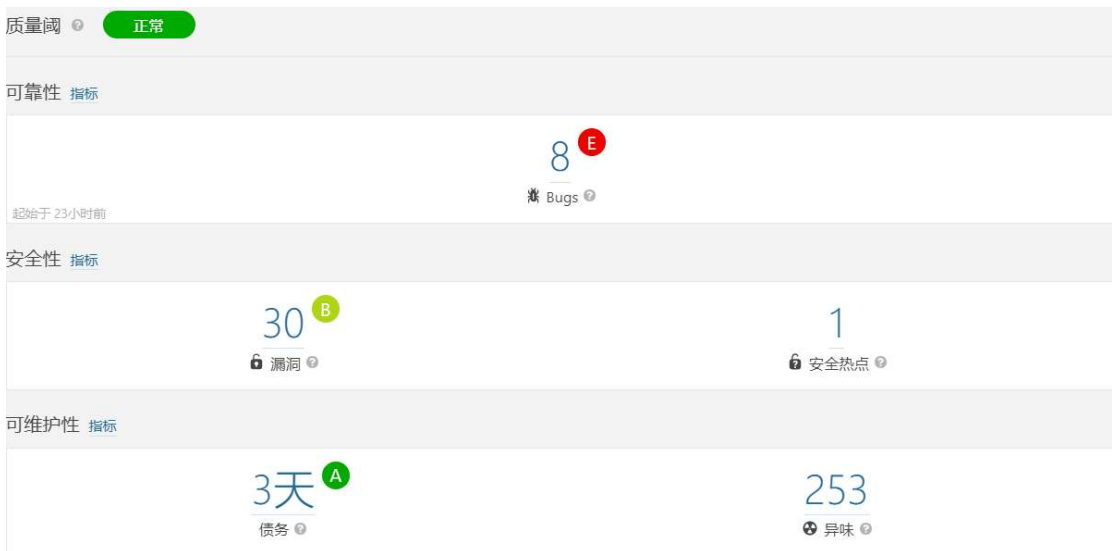 质量阈 ? 正常
可靠性 指标
8 E
Bugs ?
起始于 23小时前
安全性 指标
30 B 1
漏洞 ? 安全热点 ?
可维护性 指标
3天 A 253
债务 ? 异味 ?